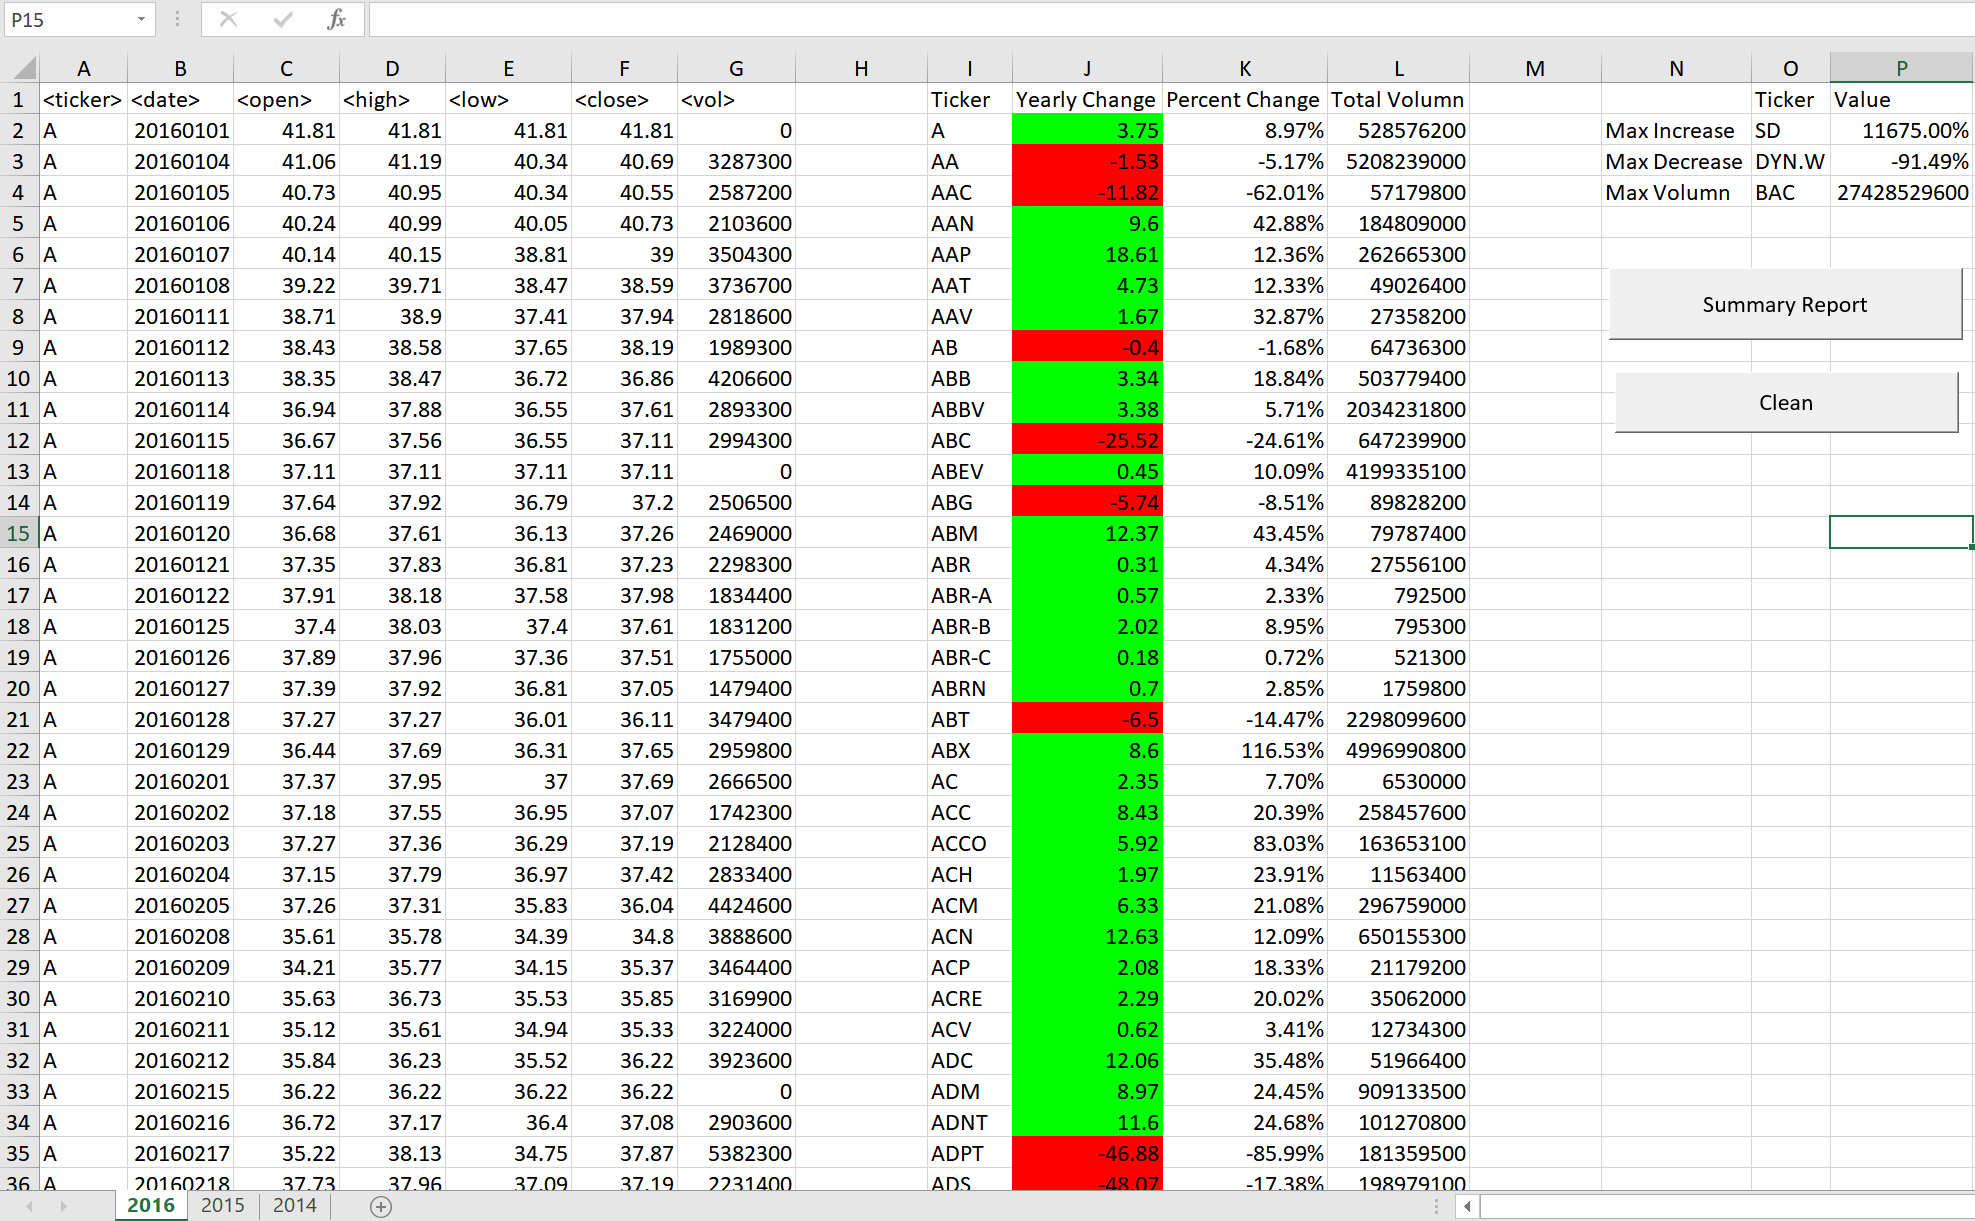 P15 fx
A B C D E F G H I J K L M N O P
1 <ticker> <date> <open> <high> <low> <close> <vol> Ticker Yearly Change Percent Change Total Volumn Ticker Value
2 A 20160101 41.81 41.81 41.81 41.81 0 A 3.75 8.97% 528576200 Max Increase SD 11675.00%
3 A 20160104 41.06 41.19 40.34 40.69 3287300 AA -1.53 -5.17% 5208239000 Max Decrease DYN.W -91.49%
4 A 20160105 40.73 40.95 40.34 40.55 2587200 AAC -11.82 -62.01% 57179800 Max Volumn BAC 27428529600
5 A 20160106 40.24 40.99 40.05 40.73 2103600 AAN 9.6 42.88% 184809000
6 A 20160107 40.14 40.15 38.81 39 3504300 AAP 18.61 12.36% 262665300
7 A 20160108 39.22 39.71 38.47 38.59 3736700 AAT 4.73 12.33% 49026400
8 A 20160111 38.71 38.9 37.41 37.94 2818600 AAV 1.67 32.87% 27358200
Summary Report
9 A 20160112 38.43 38.58 37.65 38.19 1989300 AB -0.4 -1.68% 64736300
10 A 20160113 38.35 38.47 36.72 36.86 4206600 ABB 3.34 18.84% 503779400
11 A 20160114 36.94 37.88 36.55 37.61 2893300 ABBV 3.38 5.71% 2034231800
Clean
12 A 20160115 36.67 37.56 36.55 37.11 2994300 ABC -25.52 -24.61% 647239900
13 A 20160118 37.11 37.11 37.11 37.11 0 ABEV 0.45 10.09% 4199335100
14 A 20160119 37.64 37.92 36.79 37.2 2506500 ABG -5.74 -8.51% 89828200
15 A 20160120 36.68 37.61 36.13 37.26 2469000 ABM 12.37 43.45% 79787400
16 A 20160121 37.35 37.83 36.81 37.23 2298300 ABR 0.31 4.34% 27556100
17 A 20160122 37.91 38.18 37.58 37.98 1834400 ABR-A 0.57 2.33% 792500
18 A 20160125 37.4 38.03 37.4 37.61 1831200 ABR-B 2.02 8.95% 795300
19 A 20160126 37.89 37.96 37.36 37.51 1755000 ABR-C 0.18 0.72% 521300
20 A 20160127 37.39 37.92 36.81 37.05 1479400 ABRN 0.7 2.85% 1759800
21 A 20160128 37.27 37.27 36.01 36.11 3479400 ABT -6.5 -14.47% 2298099600
22 A 20160129 36.44 37.69 36.31 37.65 2959800 ABX 8.6 116.53% 4996990800
23 A 20160201 37.37 37.95 37 37.69 2666500 AC 2.35 7.70% 6530000
24 A 20160202 37.18 37.55 36.95 37.07 1742300 ACC 8.43 20.39% 258457600
25 A 20160203 37.27 37.36 36.29 37.19 2128400 ACCO 5.92 83.03% 163653100
26 A 20160204 37.15 37.79 36.97 37.42 2833400 ACH 1.97 23.91% 11563400
27 A 20160205 37.26 37.31 35.83 36.04 4424600 ACM 6.33 21.08% 296759000
28 A 20160208 35.61 35.78 34.39 34.8 3888600 ACN 12.63 12.09% 650155300
29 A 20160209 34.21 35.77 34.15 35.37 3464400 ACP 2.08 18.33% 21179200
30 A 20160210 35.63 36.73 35.53 35.85 3169900 ACRE 2.29 20.02% 35062000
31 A 20160211 35.12 35.61 34.94 35.33 3224000 ACV 0.62 3.41% 12734300
32 A 20160212 35.84 36.23 35.52 36.22 3923600 ADC 12.06 35.48% 51966400
33 A 20160215 36.22 36.22 36.22 36.22 0 ADM 8.97 24.45% 909133500
34 A 20160216 36.72 37.17 36.4 37.08 2903600 ADNT 11.6 24.68% 101270800
35 A 20160217 35.22 38.13 34.75 37.87 5382300 ADPT -46.88 -85.99% 181359500
36 A 20160218 37.73 37.96 37.09 37.19 2231400 ADS -48.07 -17.38% 198979100
2016 2015 2014